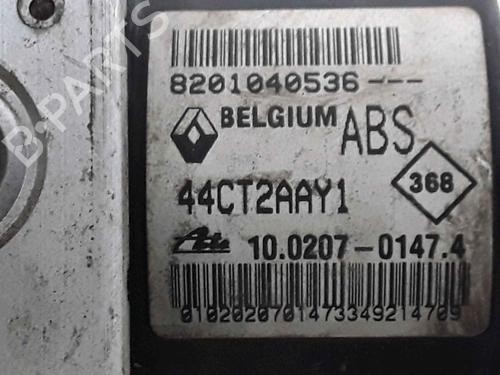 B-PARTS
8201040536---
BELGIUM ABS
368
44CT2AAY1
Ate 10.0207-0147.4
0102020701473349214709